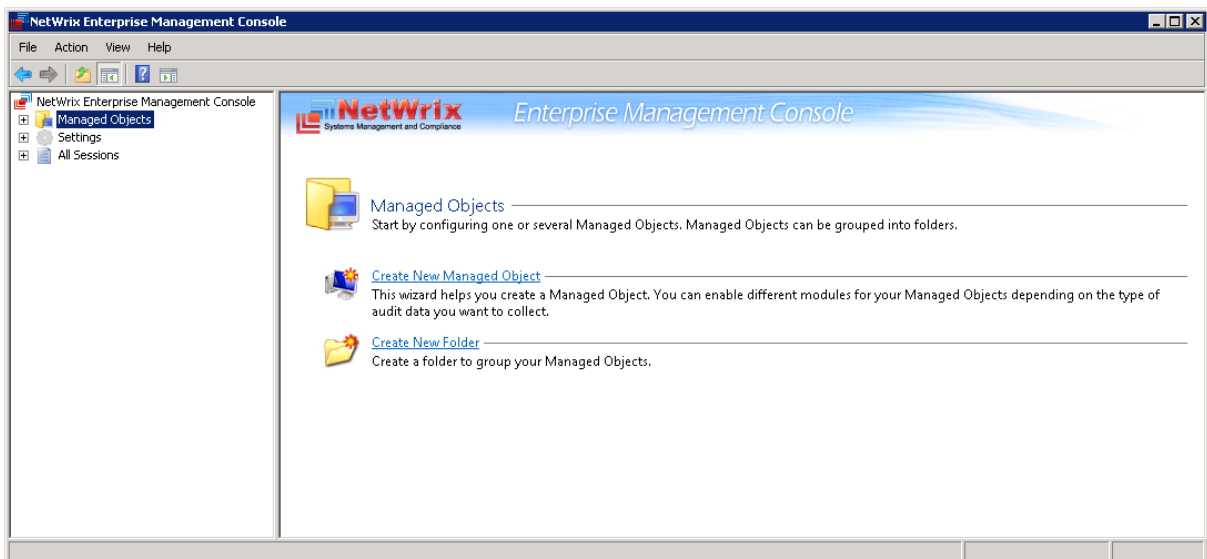 NetWrix Enterprise Management Console
File Action View Help
NetWrix Enterprise Management Console
Managed Objects
Settings
All Sessions
NetWrix
Systems Management and Compliance
Enterprise Management Console
Managed Objects
Start by configuring one or several Managed Objects. Managed Objects can be grouped into folders.
Create New Managed Object
This wizard helps you create a Managed Object. You can enable different modules for your Managed Objects depending on the type of
audit data you want to collect.
Create New Folder
Create a folder to group your Managed Objects.